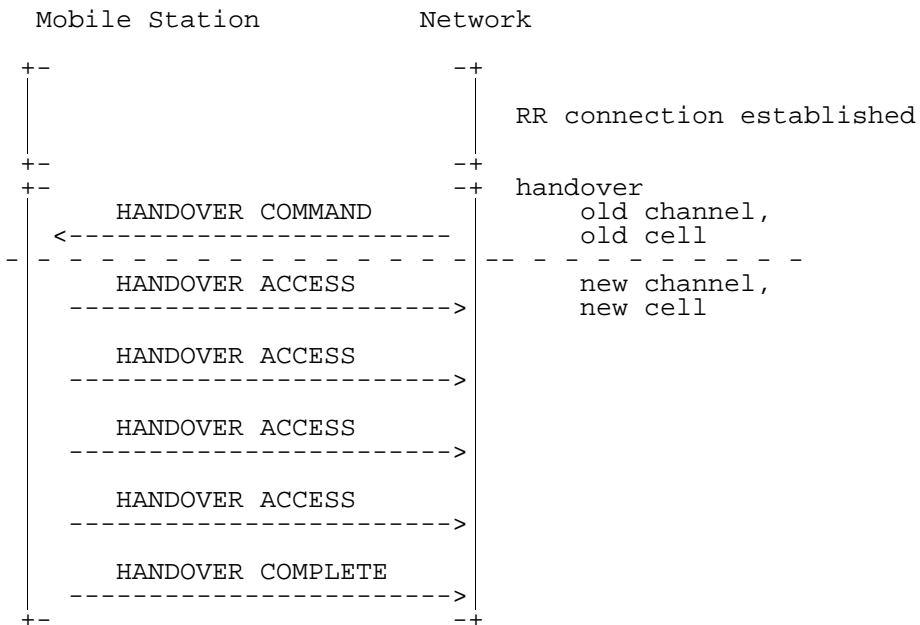 Mobile Station Network
RR connection established
handover
HANDOVER COMMAND old channel,
old cell
HANDOVER ACCESS new channel,
new cell
HANDOVER ACCESS
HANDOVER ACCESS
HANDOVER ACCESS
HANDOVER COMPLETE